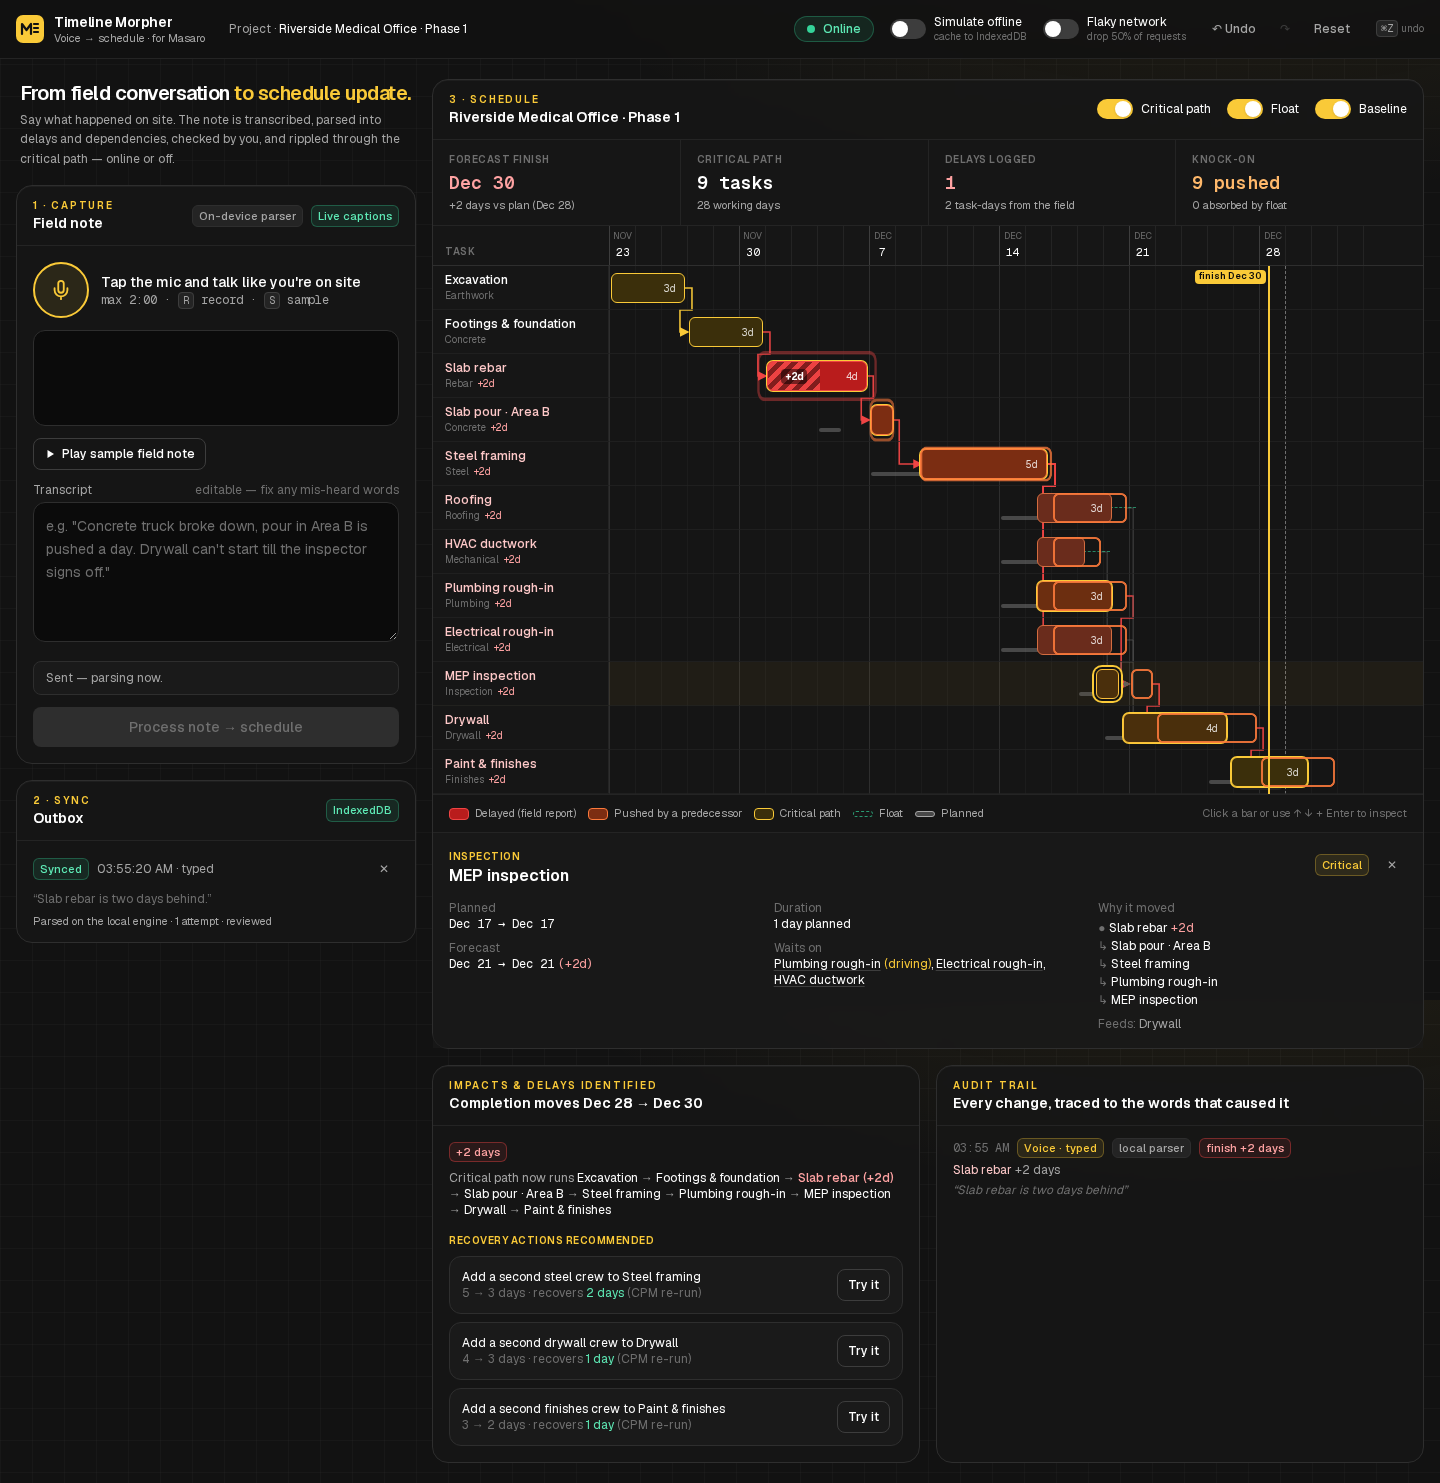 Timeline Morpher
Voice → schedule · for Masaro
Project · Riverside Medical Office · Phase 1
Online
Simulate offline
cache to IndexedDB
Flaky network
drop 50% of requests
↶ Undo
↷
Reset
⌘Z undo
From field conversation to schedule update.
Say what happened on site. The note is transcribed, parsed into
delays and dependencies, checked by you, and rippled through the
critical path — online or off.
1 · CAPTURE
Field note
On-device parser
Live captions
Tap the mic and talk like you're on site
max 2:00 · R record · S sample
▶ Play sample field note
Transcript
editable — fix any mis-heard words
e.g. "Concrete truck broke down, pour in Area B is
pushed a day. Drywall can't start till the inspector
signs off."
Sent — parsing now.
Process note → schedule
2 · SYNC
Outbox
IndexedDB
Synced
03:55:20 AM · typed
×
“Slab rebar is two days behind.”
Parsed on the local engine · 1 attempt · reviewed
3 · SCHEDULE
Riverside Medical Office · Phase 1
Critical path
Float
Baseline
FORECAST FINISH
Dec 30
+2 days vs plan (Dec 28)
CRITICAL PATH
9 tasks
28 working days
DELAYS LOGGED
1
2 task-days from the field
KNOCK-ON
9 pushed
0 absorbed by float
TASK
NOV
23
NOV
30
DEC
7
DEC
14
DEC
21
DEC
28
finish Dec 30
Excavation
Earthwork
3d
Footings & foundation
Concrete
3d
Slab rebar
Rebar +2d
+2d
4d
Slab pour · Area B
Concrete +2d
Steel framing
Steel +2d
5d
Roofing
Roofing +2d
3d
HVAC ductwork
Mechanical +2d
Plumbing rough-in
Plumbing +2d
3d
Electrical rough-in
Electrical +2d
3d
MEP inspection
Inspection +2d
Drywall
Drywall +2d
4d
Paint & finishes
Finishes +2d
3d
Delayed (field report)
Pushed by a predecessor
Critical path
Float
Planned
Click a bar or use ↑ ↓ + Enter to inspect
INSPECTION
MEP inspection
Critical
×
Planned
Dec 17 → Dec 17
Forecast
Dec 21 → Dec 21 (+2d)
Duration
1 day planned
Waits on
Plumbing rough-in (driving), Electrical rough-in,
HVAC ductwork
Why it moved
● Slab rebar +2d
↳ Slab pour · Area B
↳ Steel framing
↳ Plumbing rough-in
↳ MEP inspection
Feeds: Drywall
IMPACTS & DELAYS IDENTIFIED
Completion moves Dec 28 → Dec 30
+2 days
Critical path now runs Excavation → Footings & foundation → Slab rebar (+2d)
→ Slab pour · Area B → Steel framing → Plumbing rough-in → MEP inspection
→ Drywall → Paint & finishes
RECOVERY ACTIONS RECOMMENDED
Add a second steel crew to Steel framing
5 → 3 days · recovers 2 days (CPM re-run)
Try it
Add a second drywall crew to Drywall
4 → 3 days · recovers 1 day (CPM re-run)
Try it
Add a second finishes crew to Paint & finishes
3 → 2 days · recovers 1 day (CPM re-run)
Try it
AUDIT TRAIL
Every change, traced to the words that caused it
03:55 AM
Voice · typed
local parser
finish +2 days
Slab rebar +2 days
“Slab rebar is two days behind”